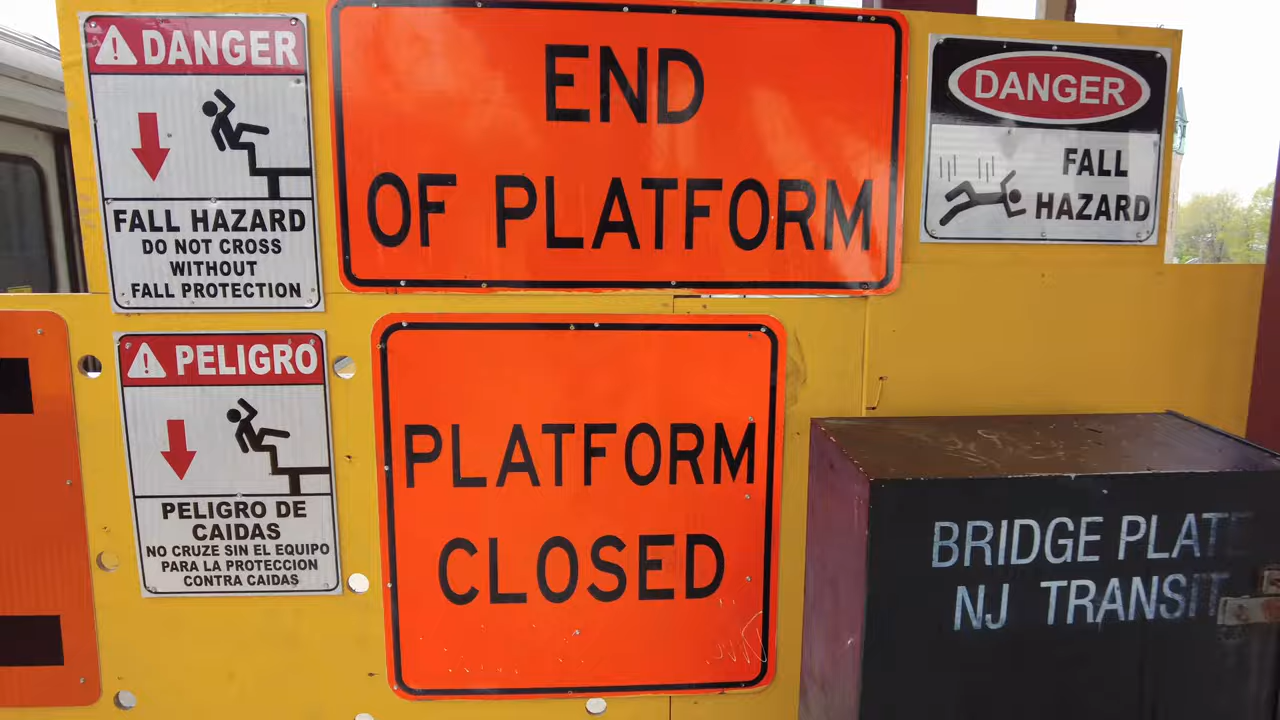 DANGER
FALL HAZARD
DO NOT CROSS
WITHOUT
FALL PROTECTION
END
OF PLATFORM
DANGER
FALL
HAZARD
PELIGRO
PELIGRO DE
CAIDAS
NO CRUZE SIN EL EQUIPO
PARA LA PROTECCION
CONTRA CAIDAS
PLATFORM
CLOSED
BRIDGE PLATE
NJ TRANSIT